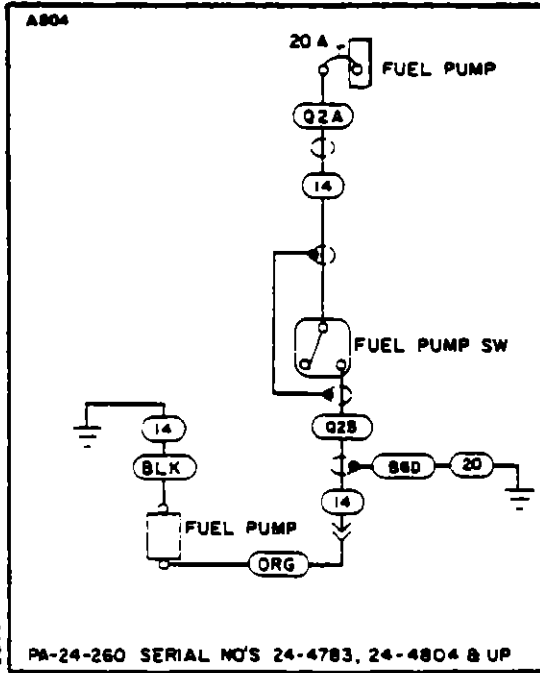 A804
20 A
FUEL PUMP
Q2A
14
FUEL PUMP SW
Q2B
14
BLK
86D
20
14
FUEL PUMP
ORG
PA-24-260 SERIAL NO'S 24-4783, 24-4804 & UP